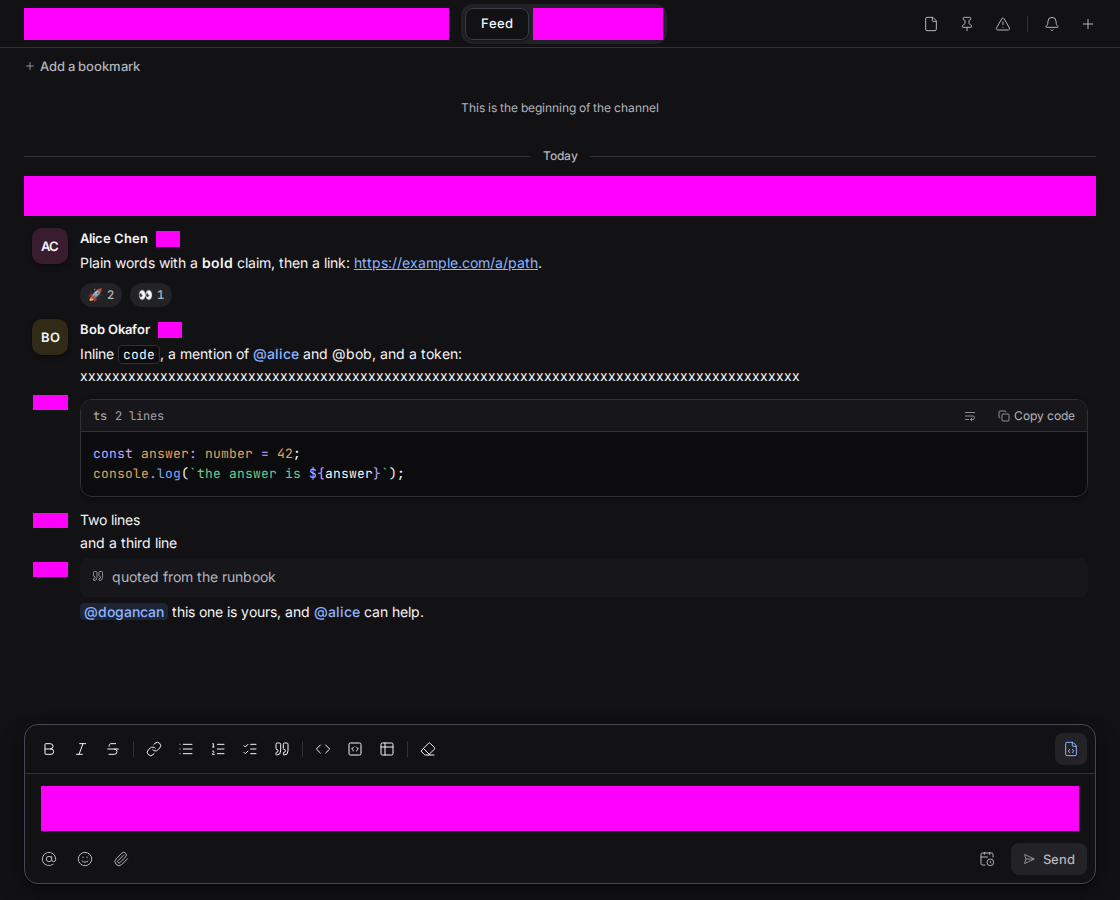 Feed
Add a bookmark
This is the beginning of the channel
Today
AC
Alice Chen
Plain words with a bold claim, then a link: https://example.com/a/path.
🚀 2 👀 1
BO
Bob Okafor
Inline code, a mention of @alice and @bob, and a token:
xxxxxxxxxxxxxxxxxxxxxxxxxxxxxxxxxxxxxxxxxxxxxxxxxxxxxxxxxxxxxxxxxxxxxxxxxxxxxxxxxxxxxxxxxx
ts 2 lines
Copy code
const answer: number = 42;
console.log(`the answer is ${answer}`);
Two lines
and a third line
quoted from the runbook
@dogancan this one is yours, and @alice can help.
Send